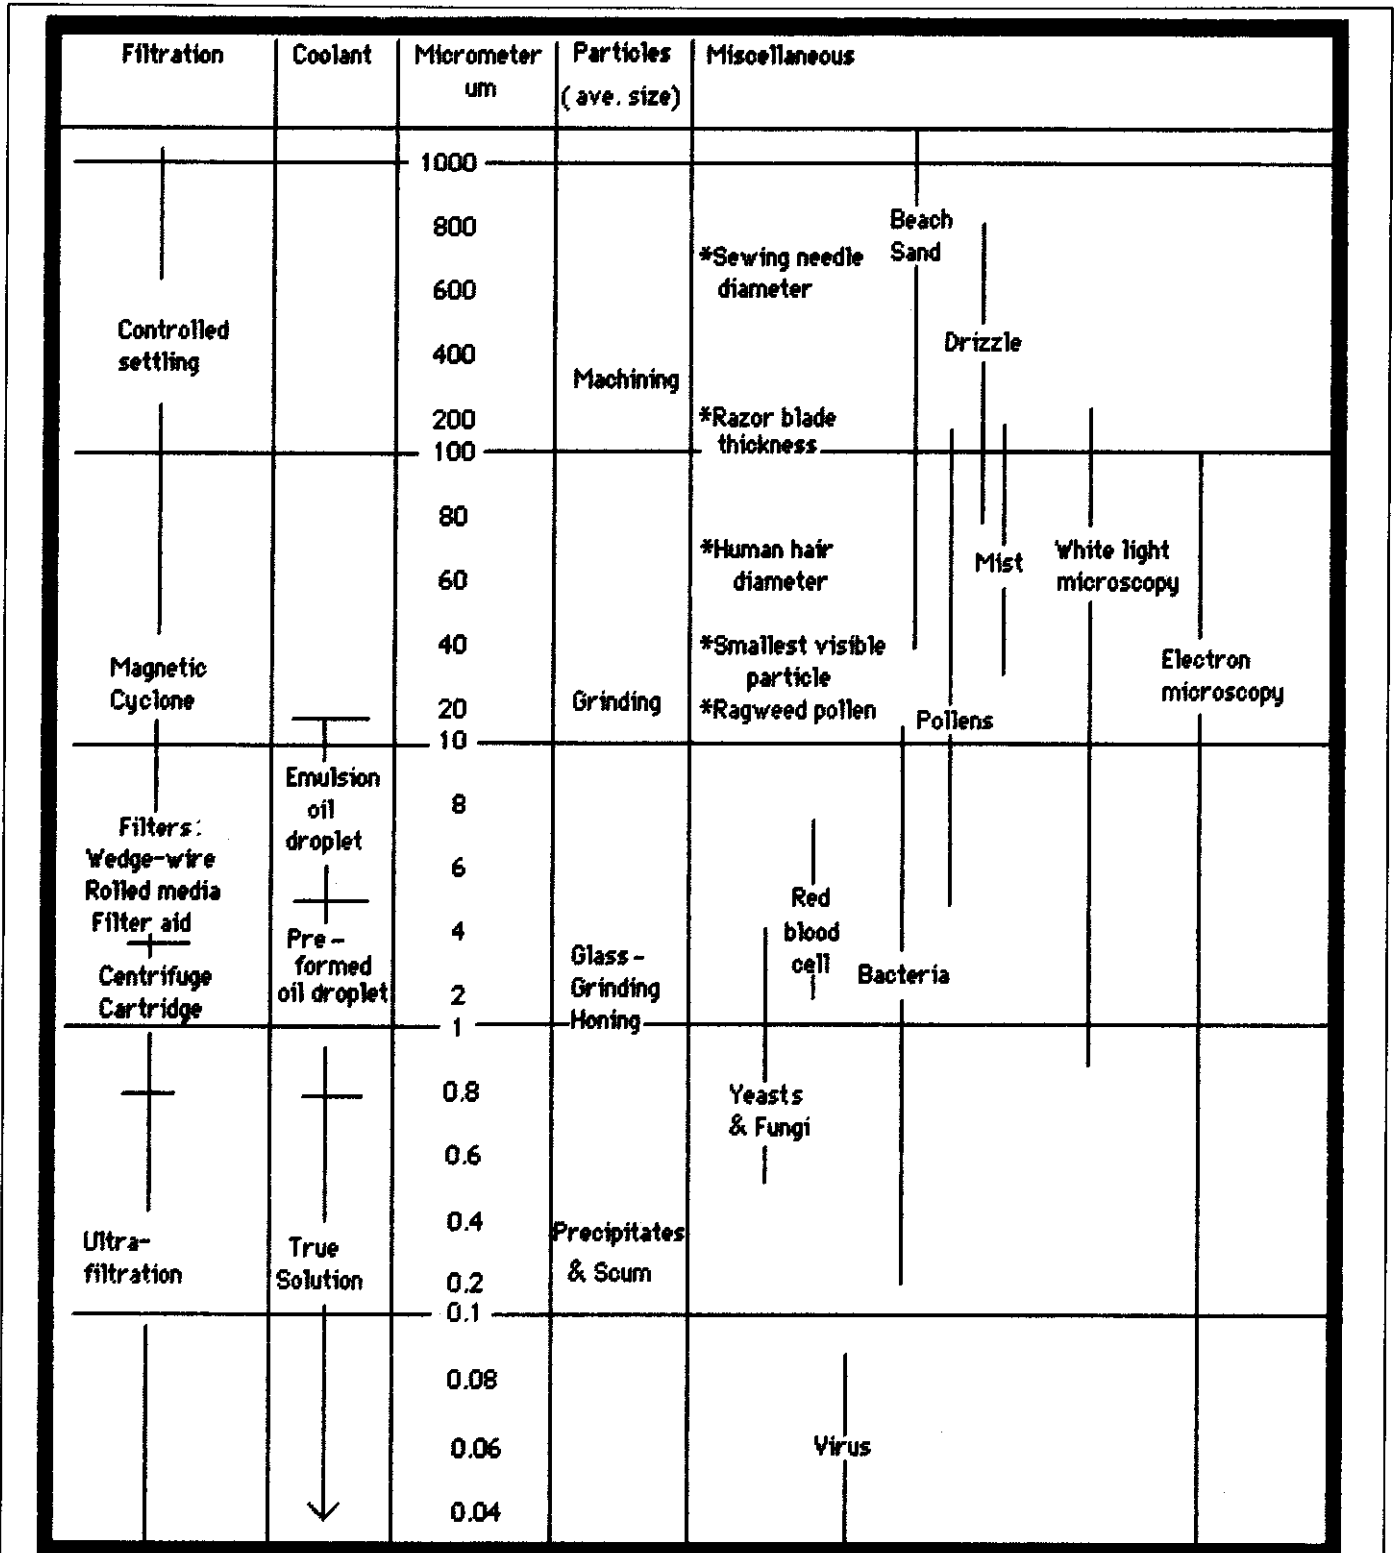 Filtration
Coolant
Micrometer
um
Particles
(ave. size)
Miscellaneous
1000
800
600
400
200
100
80
60
40
20
10
8
6
4
2
1
0.8
0.6
0.4
0.2
0.1
0.08
0.06
0.04
Controlled
settling
Magnetic
Cyclone
Filters:
Wedge-wire
Rolled media
Filter aid
Centrifuge
Cartridge
Ultra-
filtration
Emulsion
oil
droplet
Pre-
formed
oil droplet
True
Solution
Machining
Grinding
Glass-
Grinding
Honing
Precipitates
& Scum
*Sewing needle
diameter
*Razor blade
thickness
*Human hair
diameter
*Smallest visible
particle
*Ragweed pollen
Beach
Sand
Drizzle
Mist
White light
microscopy
Electron
microscopy
Pollens
Red
blood
cell
Bacteria
Yeasts
& Fungi
Virus